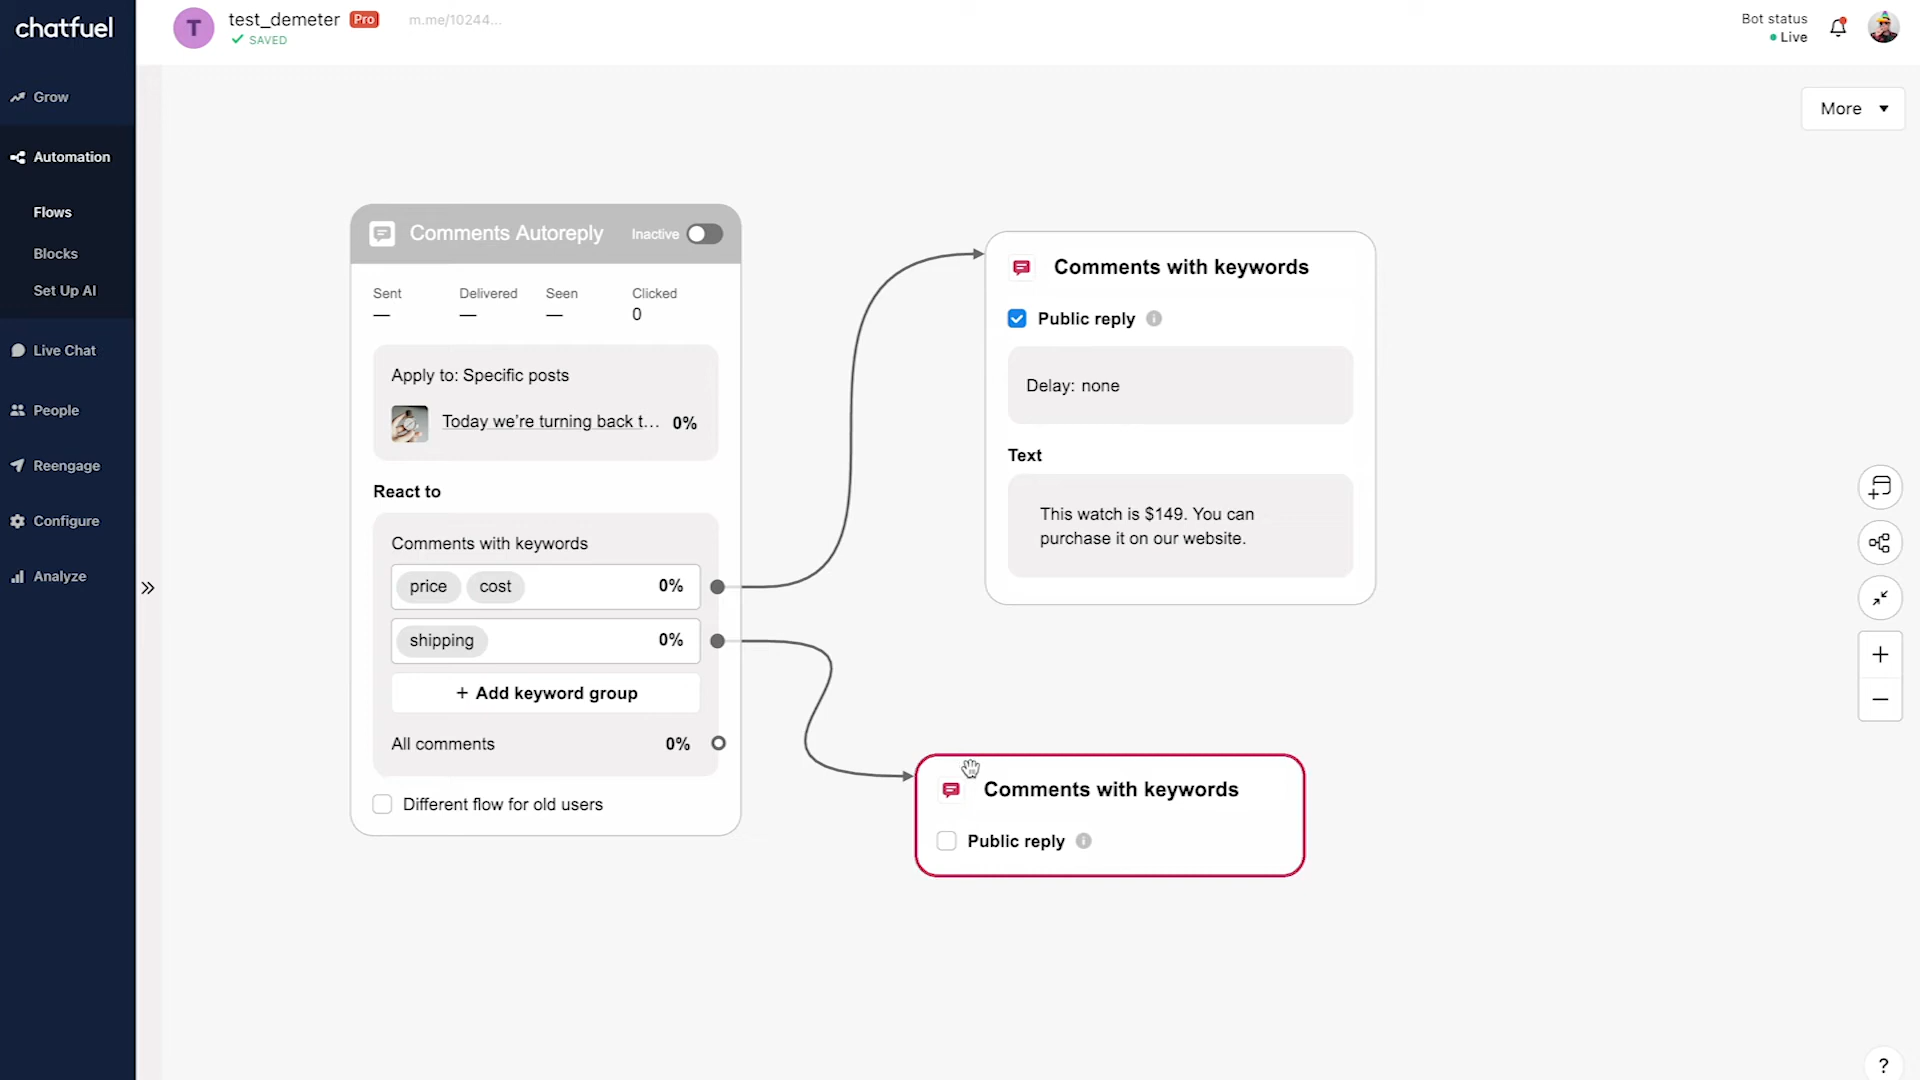 chatfuel
T
test_demeter Pro m.me/10244...
SAVED
Bot status
Live
Grow
Automation
Flows
Blocks
Set Up AI
Live Chat
People
Reengage
Configure
Analyze
More
Comments Autoreply Inactive
Sent Delivered Seen Clicked
— — — 0
Apply to: Specific posts
Today we're turning back t... 0%
React to
Comments with keywords
price cost 0%
shipping 0%
+ Add keyword group
All comments 0%
Different flow for old users
Comments with keywords
Public reply
Delay: none
Text
This watch is $149. You can
purchase it on our website.
Comments with keywords
Public reply
+
−
?